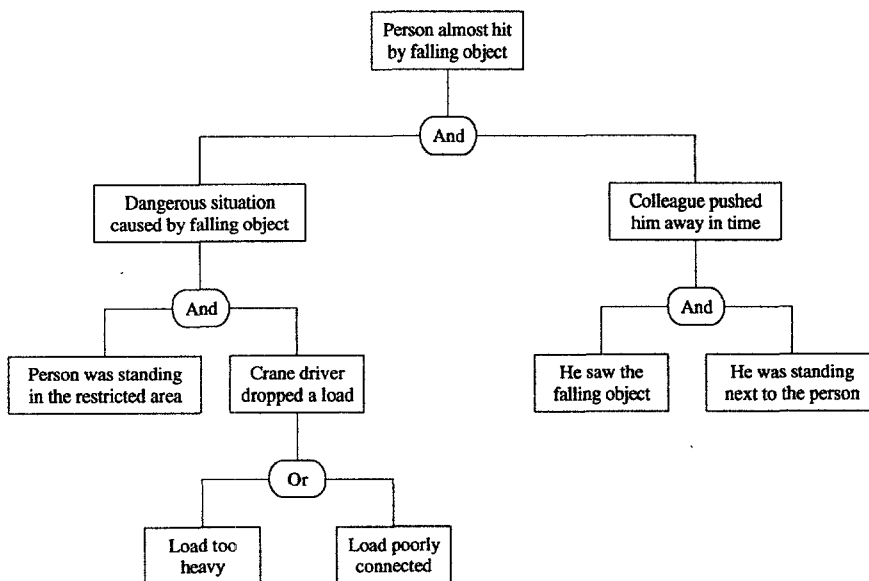 Person almost hit
by falling object
And
Dangerous situation
caused by falling object
Colleague pushed
him away in time
And
And
Person was standing
in the restricted area
Crane driver
dropped a load
He saw the
falling object
He was standing
next to the person
Or
Load too
heavy
Load poorly
connected